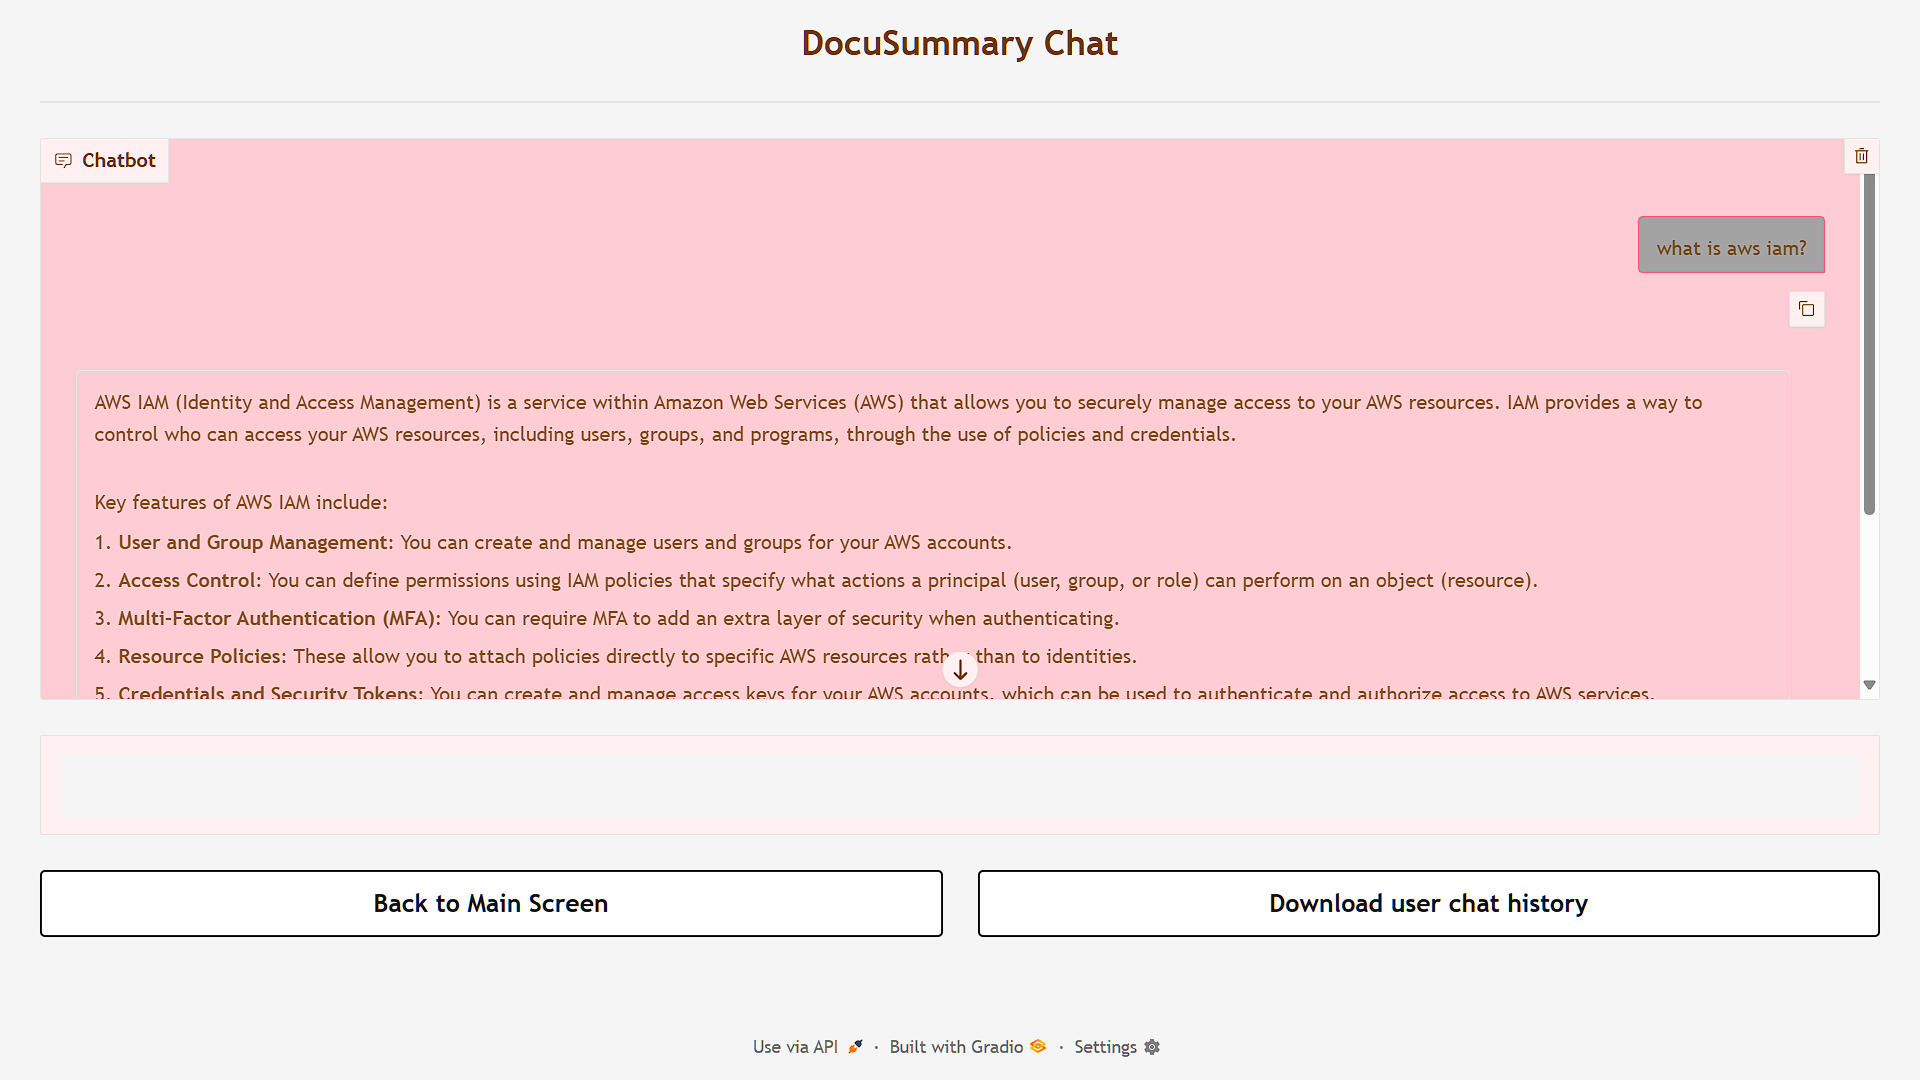 DocuSummary Chat
Chatbot
what is aws iam?
AWS IAM (Identity and Access Management) is a service within Amazon Web Services (AWS) that allows you to securely manage access to your AWS resources. IAM provides a way to
control who can access your AWS resources, including users, groups, and programs, through the use of policies and credentials.
Key features of AWS IAM include:
1. User and Group Management: You can create and manage users and groups for your AWS accounts.
2. Access Control: You can define permissions using IAM policies that specify what actions a principal (user, group, or role) can perform on an object (resource).
3. Multi-Factor Authentication (MFA): You can require MFA to add an extra layer of security when authenticating.
4. Resource Policies: These allow you to attach policies directly to specific AWS resources rather than to identities.
5. Credentials and Security Tokens: You can create and manage access keys for your AWS accounts, which can be used to authenticate and authorize access to AWS services.
Back to Main Screen
Download user chat history
Use via API · Built with Gradio · Settings